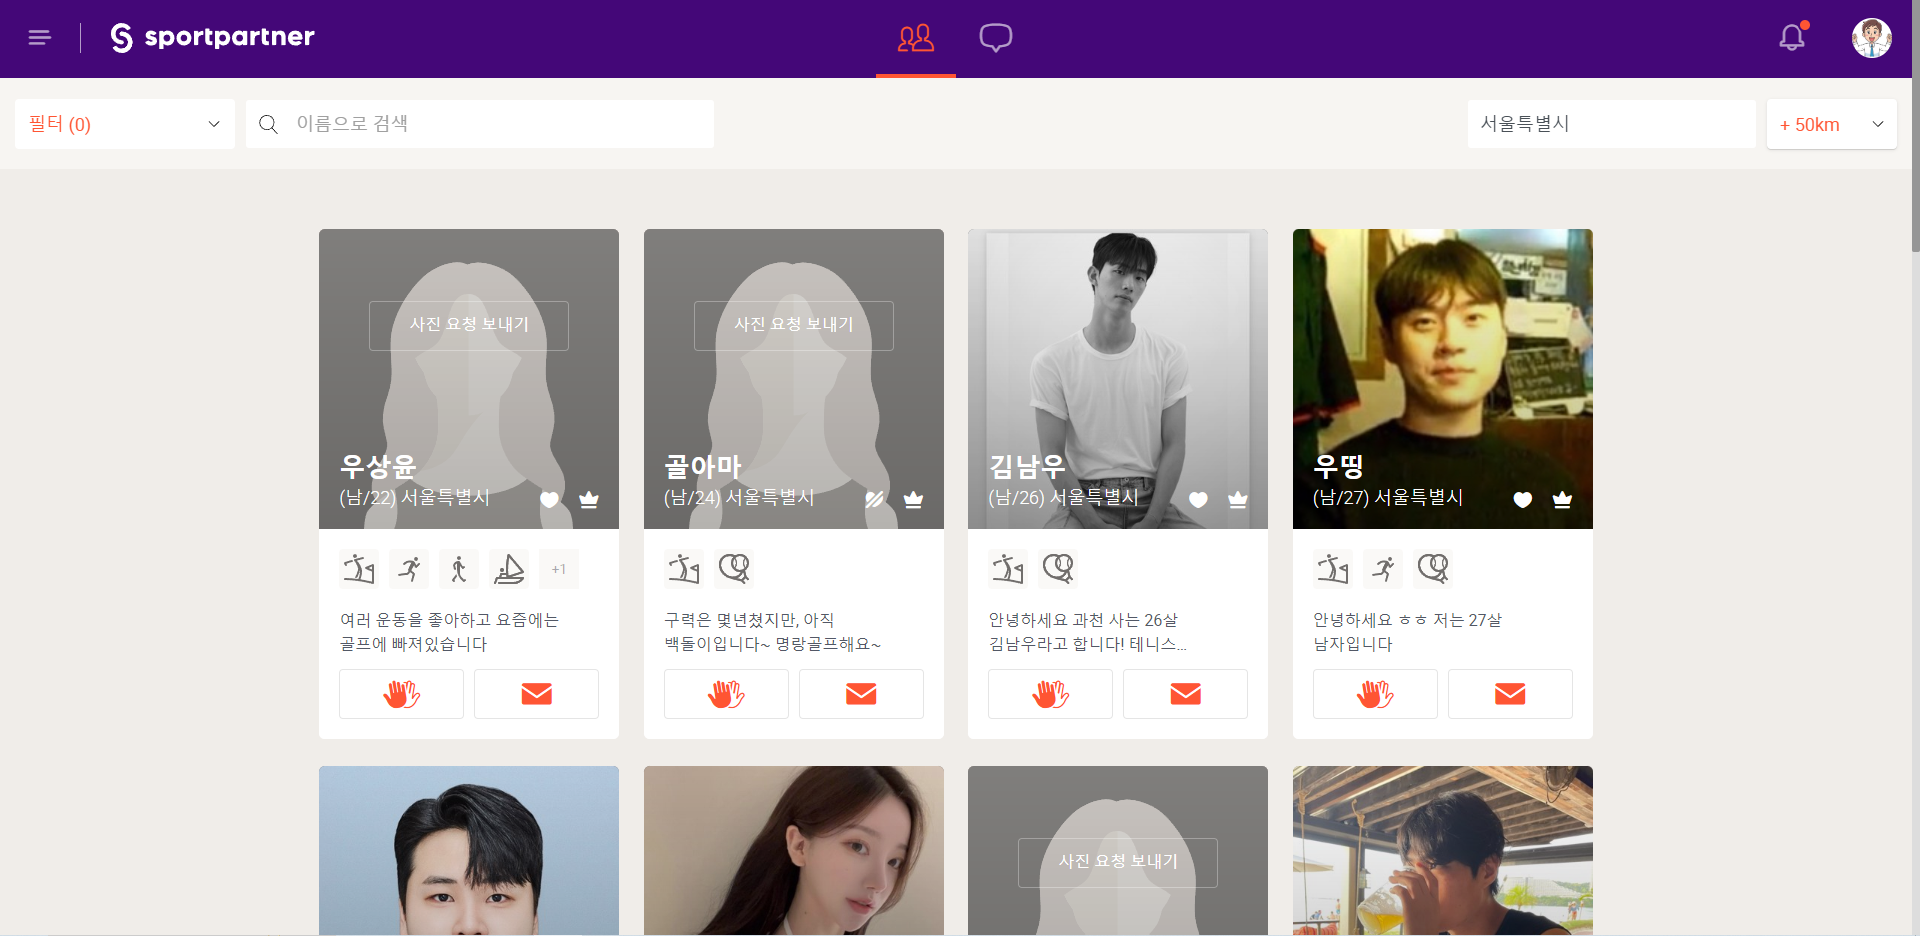 sportpartner
필터 (0)
이름으로 검색
서울특별시
+ 50km
사진 요청 보내기
우상윤
(남/22) 서울특별시
+1
여러 운동을 좋아하고 요즘에는
골프에 빠져있습니다
사진 요청 보내기
골아마
(남/24) 서울특별시
구력은 몇년쳤지만, 아직
백돌이입니다~ 명랑골프해요~
김남우
(남/26) 서울특별시
안녕하세요 과천 사는 26살
김남우라고 합니다! 테니스...
우띵
(남/27) 서울특별시
안녕하세요 ㅎㅎ 저는 27살
남자입니다
사진 요청 보내기